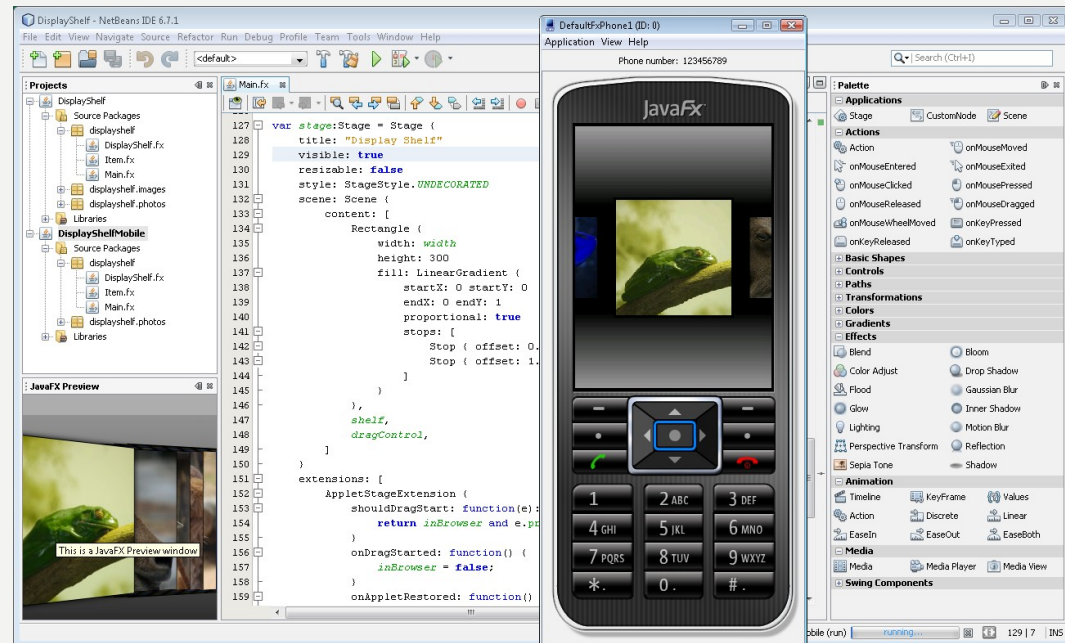 DisplayShelf - NetBeans IDE 6.7.1
File Edit View Navigate Source Refactor Run Debug Profile Team Tools Window Help
<default>
Search (Ctrl+I)
Projects
DisplayShelf
Source Packages
displayshelf
DisplayShelf.fx
Item.fx
Main.fx
displayshelf.images
displayshelf.photos
Libraries
DisplayShelfMobile
Source Packages
displayshelf
DisplayShelf.fx
Item.fx
Main.fx
displayshelf.photos
Libraries
JavaFX Preview
This is a JavaFX Preview window
Main.fx
127 var stage:Stage = Stage {
128 title: "Display Shelf"
129 visible: true
130 resizable: false
131 style: StageStyle.UNDECORATED
132 scene: Scene {
133 content: [
134 Rectangle {
135 width: width
136 height: 300
137 fill: LinearGradient {
138 startX: 0 startY: 0
139 endX: 0 endY: 1
140 proportional: true
141 stops: [
142 Stop { offset: 0.
143 Stop { offset: 1.
144 ]
145 }
146 },
147 shelf,
148 dragControl,
149 ]
150 }
151 extensions: [
152 AppletStageExtension {
153 shouldDragStart: function(e):
154 return inBrowser and e.pr
155 }
156 onDragStarted: function() {
157 inBrowser = false;
158 }
159 onAppletRestored: function()
DefaultFxPhone1 (ID: 0)
Application View Help
Phone number: 123456789
JavaFX
1 2 ABC 3 DEF
4 GHI 5 JKL 6 MNO
7 PQRS 8 TUV 9 WXYZ
*. 0. #.
Palette
Applications
Stage CustomNode Scene
Actions
Action onMouseMoved
onMouseEntered onMouseExited
onMouseClicked onMousePressed
onMouseReleased onMouseDragged
onMouseWheelMoved onKeyPressed
onKeyReleased onKeyTyped
Basic Shapes
Controls
Paths
Transformations
Colors
Gradients
Effects
Blend Bloom
Color Adjust Drop Shadow
Flood Gaussian Blur
Glow Inner Shadow
Lighting Motion Blur
Perspective Transform Reflection
Sepia Tone Shadow
Animation
Timeline KeyFrame Values
Action Discrete Linear
EaseIn EaseOut EaseBoth
Media
Media Media Player Media View
Swing Components
obile (run) running... 129 | 7 INS